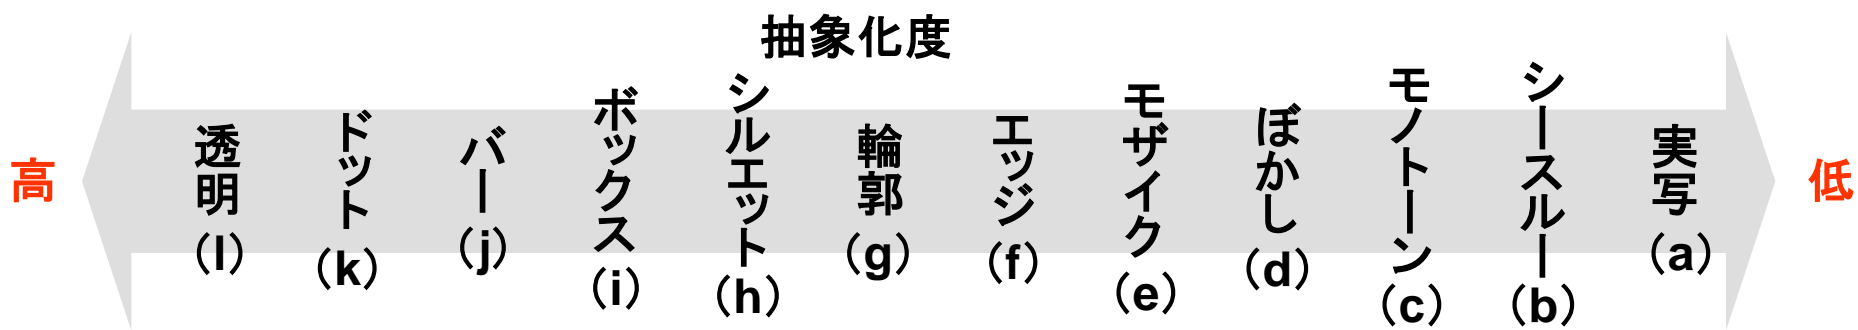 抽象化度
高
透明
(l)
ドット
(k)
バー
(j)
ボックス
(i)
シルエット
(h)
輪郭
(g)
エッジ
(f)
モザイク
(e)
ぼかし
(d)
モノトーン
(c)
シースルー
(b)
実写
(a)
低